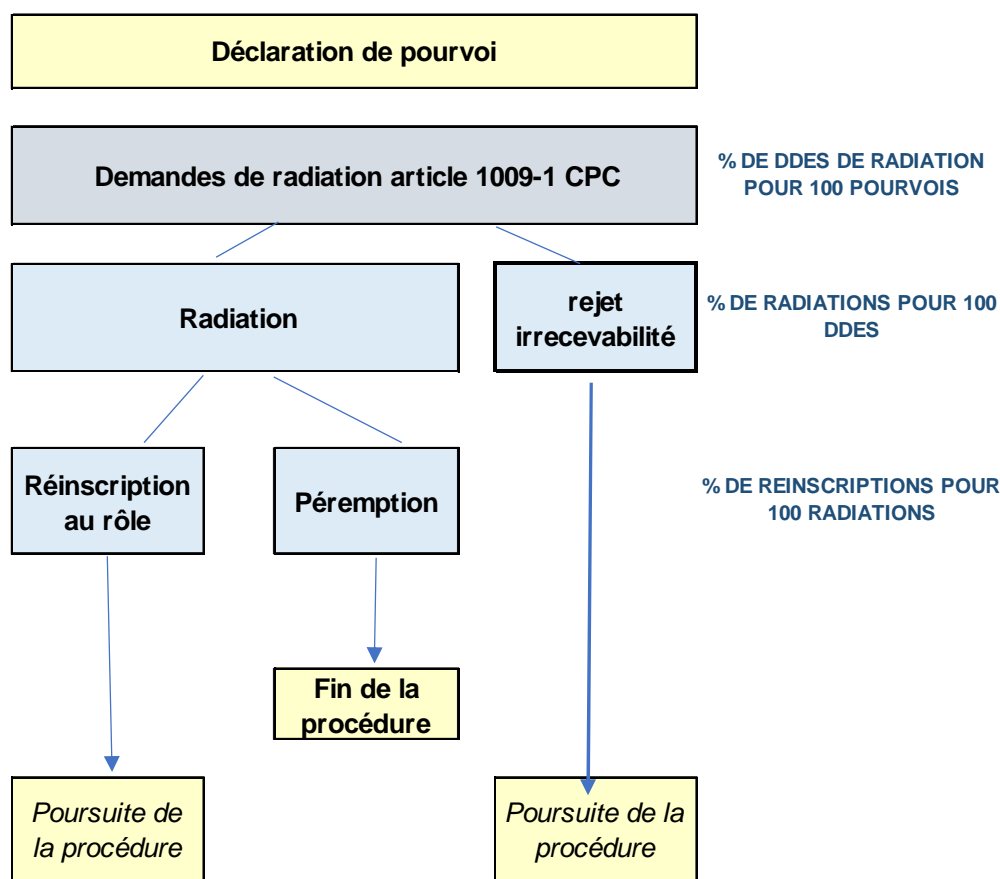 Déclaration de pourvoi
Demandes de radiation article 1009-1 CPC
% DE DDES DE RADIATION
POUR 100 POURVOIS
Radiation
rejet
irrecevabilité
% DE RADIATIONS POUR 100
DDES
Réinscription
au rôle
Péremption
% DE REINSCRIPTIONS POUR
100 RADIATIONS
Fin de la
procédure
Poursuite de
la procédure
Poursuite de la
procédure